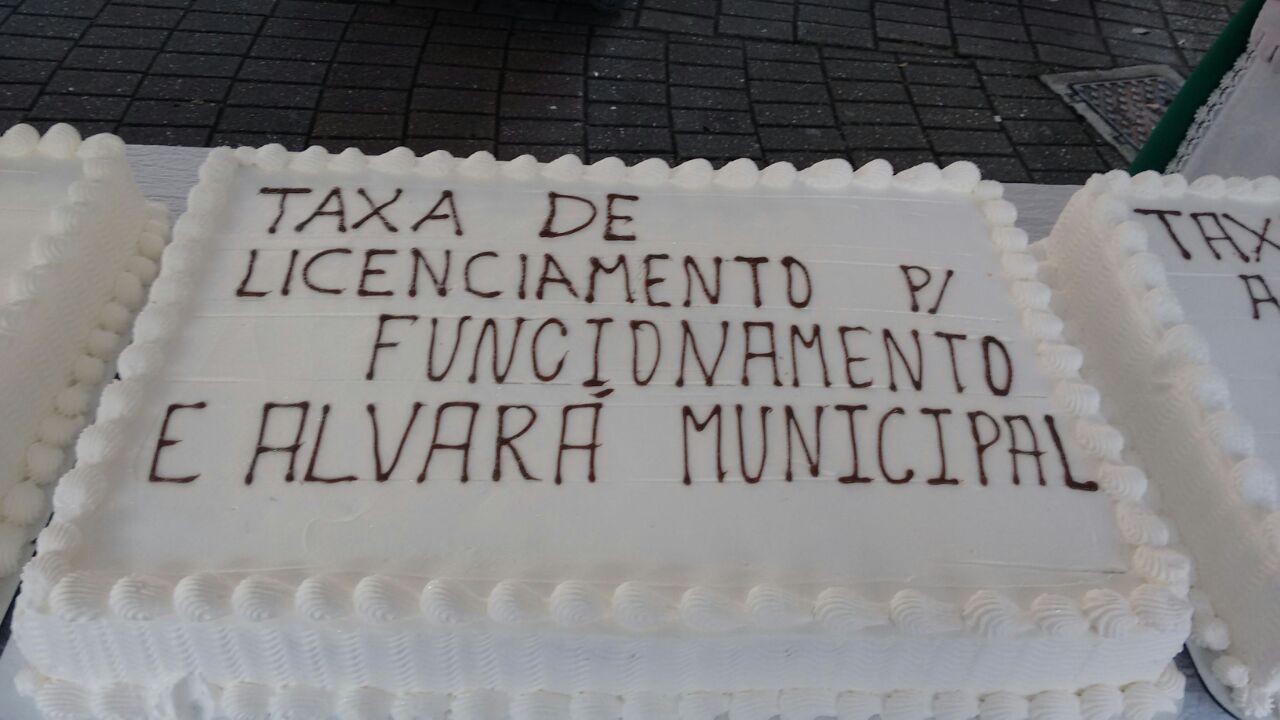 TAXA DE
LICENCIAMENTO P/
FUNCIONAMENTO
E ALVARÁ MUNICIPAL